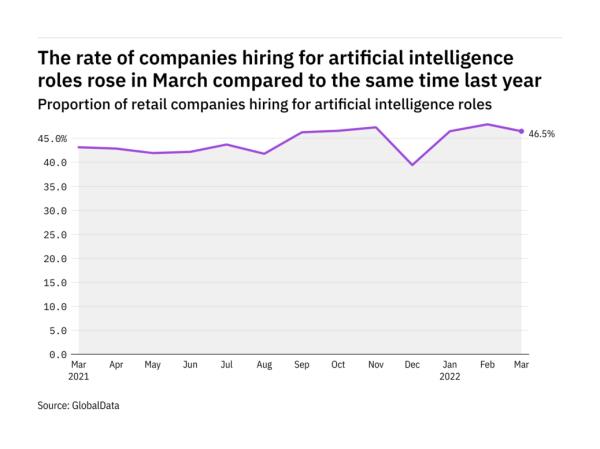 The rate of companies hiring for artificial intelligence
roles rose in March compared to the same time last year
Proportion of retail companies hiring for artificial intelligence roles
45.0%
46.5%
40.0
35.0
30.0
25.0
20.0
15.0
10.0
5.0
0.0
Mar Apr May Jun Jul Aug Sep Oct Nov Dec Jan Feb Mar
2021 2022
Source: GlobalData